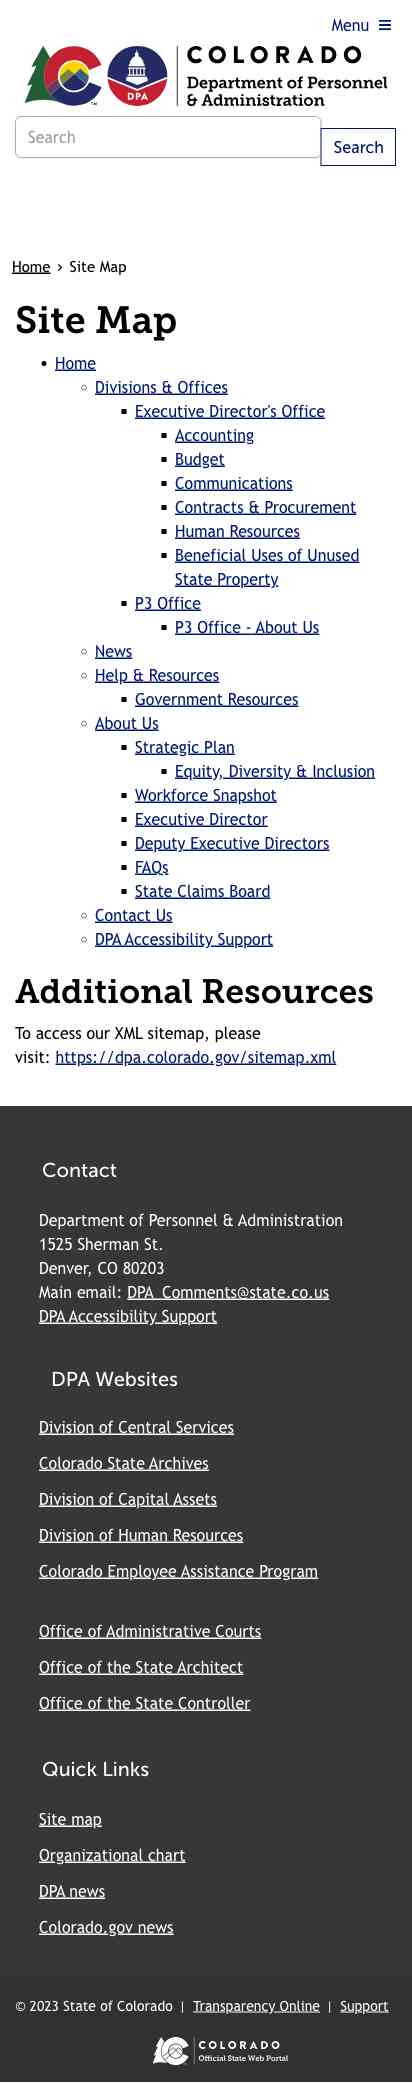 Menu
COLORADO
Department of Personnel
& Administration
DPA
TM
Search
Search
Home › Site Map
Site Map
Home
Divisions & Offices
Executive Director's Office
Accounting
Budget
Communications
Contracts & Procurement
Human Resources
Beneficial Uses of Unused
State Property
P3 Office
P3 Office - About Us
News
Help & Resources
Government Resources
About Us
Strategic Plan
Equity, Diversity & Inclusion
Workforce Snapshot
Executive Director
Deputy Executive Directors
FAQs
State Claims Board
Contact Us
DPA Accessibility Support
Additional Resources
To access our XML sitemap, please
visit: https://dpa.colorado.gov/sitemap.xml
Contact
Department of Personnel & Administration
1525 Sherman St.
Denver, CO 80203
Main email: DPA_Comments@state.co.us
DPA Accessibility Support
DPA Websites
Division of Central Services
Colorado State Archives
Division of Capital Assets
Division of Human Resources
Colorado Employee Assistance Program
Office of Administrative Courts
Office of the State Architect
Office of the State Controller
Quick Links
Site map
Organizational chart
DPA news
Colorado.gov news
© 2023 State of Colorado | Transparency Online | Support
COLORADO
Official State Web Portal